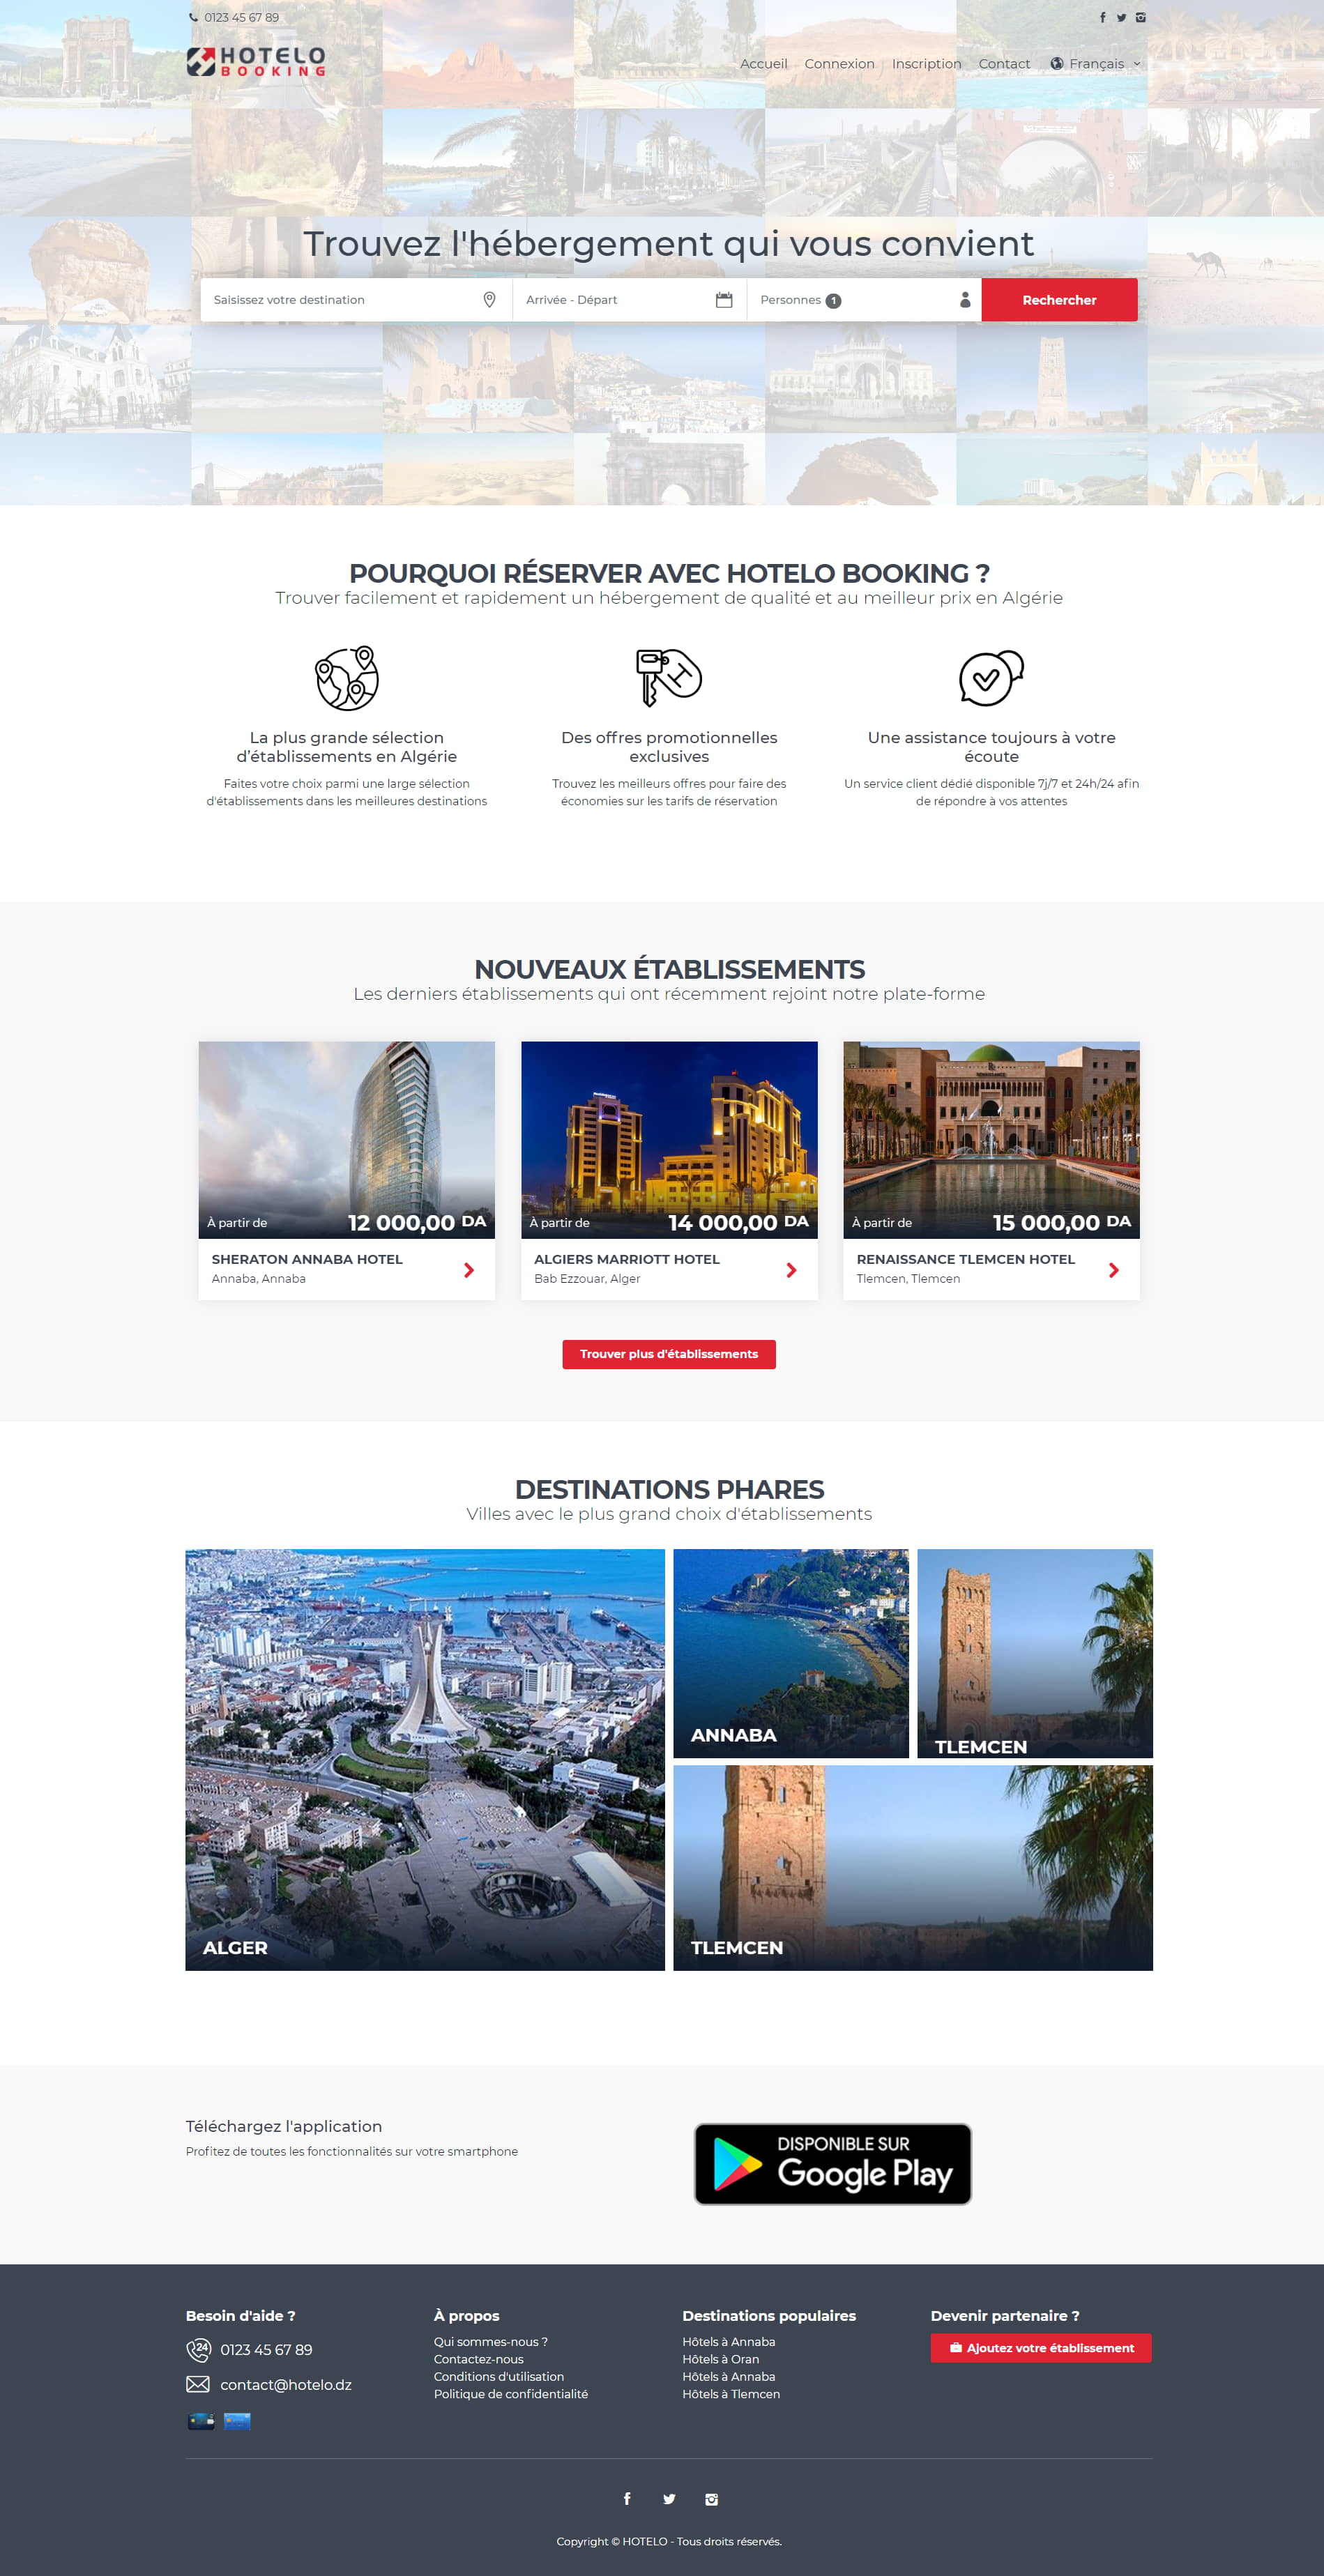 0123 45 67 89
HOTELO
BOOKING
Accueil Connexion Inscription Contact Français
Trouvez l'hébergement qui vous convient
Saisissez votre destination Arrivée - Départ Personnes 1 Rechercher
POURQUOI RÉSERVER AVEC HOTELO BOOKING ?
Trouver facilement et rapidement un hébergement de qualité et au meilleur prix en Algérie
La plus grande sélection
d'établissements en Algérie
Faites votre choix parmi une large sélection
d'établissements dans les meilleures destinations
Des offres promotionnelles
exclusives
Trouvez les meilleurs offres pour faire des
économies sur les tarifs de réservation
Une assistance toujours à votre
écoute
Un service client dédié disponible 7j/7 et 24h/24 afin
de répondre à vos attentes
NOUVEAUX ÉTABLISSEMENTS
Les derniers établissements qui ont récemment rejoint notre plate-forme
À partir de 12 000,00 DA
SHERATON ANNABA HOTEL
Annaba, Annaba
À partir de 14 000,00 DA
ALGIERS MARRIOTT HOTEL
Bab Ezzouar, Alger
À partir de 15 000,00 DA
RENAISSANCE TLEMCEN HOTEL
Tlemcen, Tlemcen
Trouver plus d'établissements
DESTINATIONS PHARES
Villes avec le plus grand choix d'établissements
ALGER
ANNABA
TLEMCEN
TLEMCEN
Téléchargez l'application
Profitez de toutes les fonctionnalités sur votre smartphone
DISPONIBLE SUR
Google Play
Besoin d'aide ?
24
0123 45 67 89
contact@hotelo.dz
À propos
Qui sommes-nous ?
Contactez-nous
Conditions d'utilisation
Politique de confidentialité
Destinations populaires
Hôtels à Annaba
Hôtels à Oran
Hôtels à Annaba
Hôtels à Tlemcen
Devenir partenaire ?
Ajoutez votre établissement
Copyright © HOTELO - Tous droits réservés.